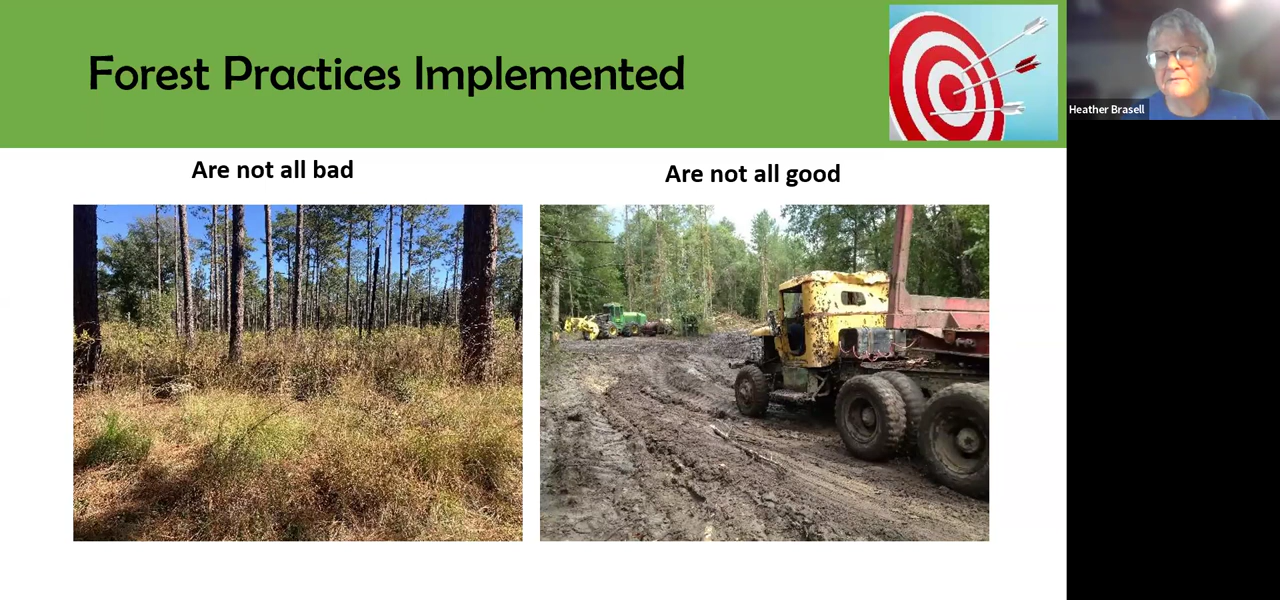 Forest Practices Implemented
Heather Brasell
Are not all bad
Are not all good